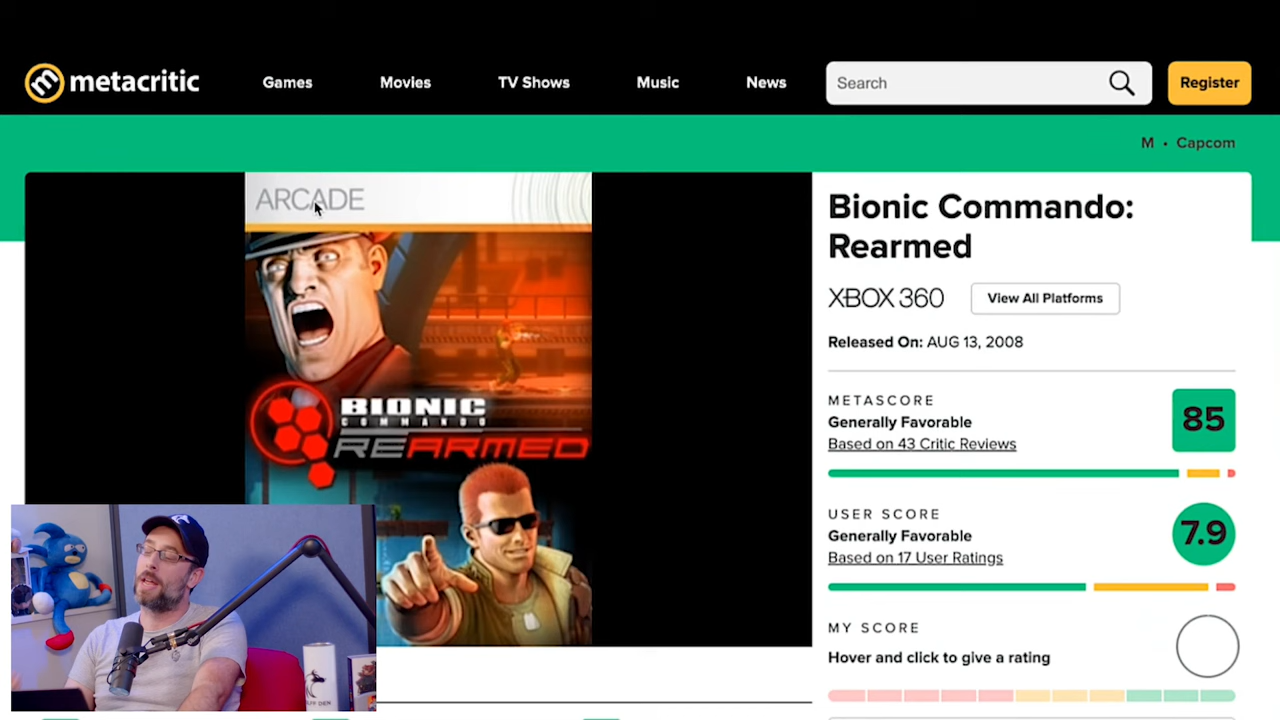 metacritic
Games
Movies
TV Shows
Music
News
Search
Register
M • Capcom
ARCADE
BIONIC
COMMANDO
REARMED
Bionic Commando:
Rearmed
XBOX 360
View All Platforms
Released On: AUG 13, 2008
METASCORE
Generally Favorable
Based on 43 Critic Reviews
85
USER SCORE
Generally Favorable
Based on 17 User Ratings
7.9
MY SCORE
Hover and click to give a rating